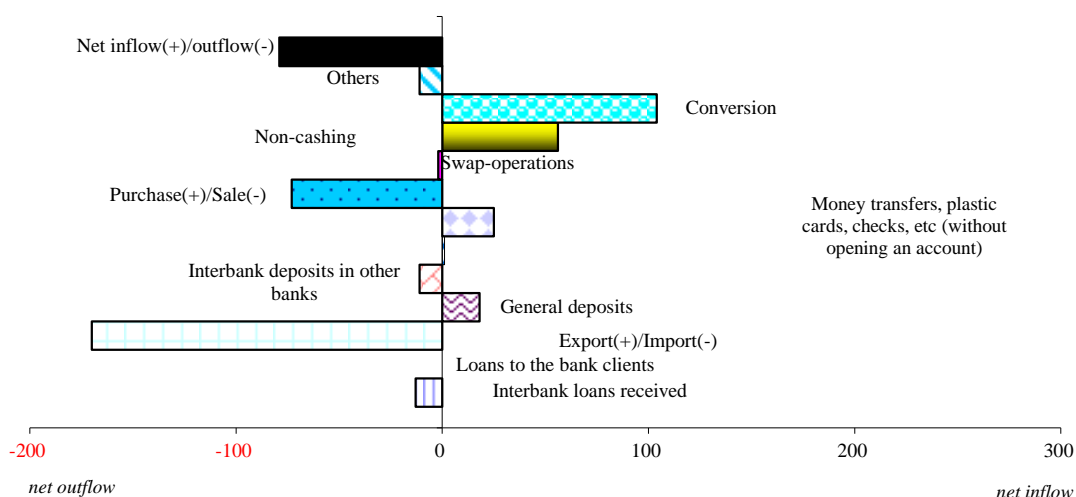 Net inflow(+)/outflow(-)
Others
Conversion
Non-cashing
Swap-operations
Purchase(+)/Sale(-)
Money transfers, plastic
cards, checks, etc (without
opening an account)
Interbank deposits in other
banks
General deposits
Export(+)/Import(-)
Loans to the bank clients
Interbank loans received
-200 -100 0 100 200 300
net outflow net inflow